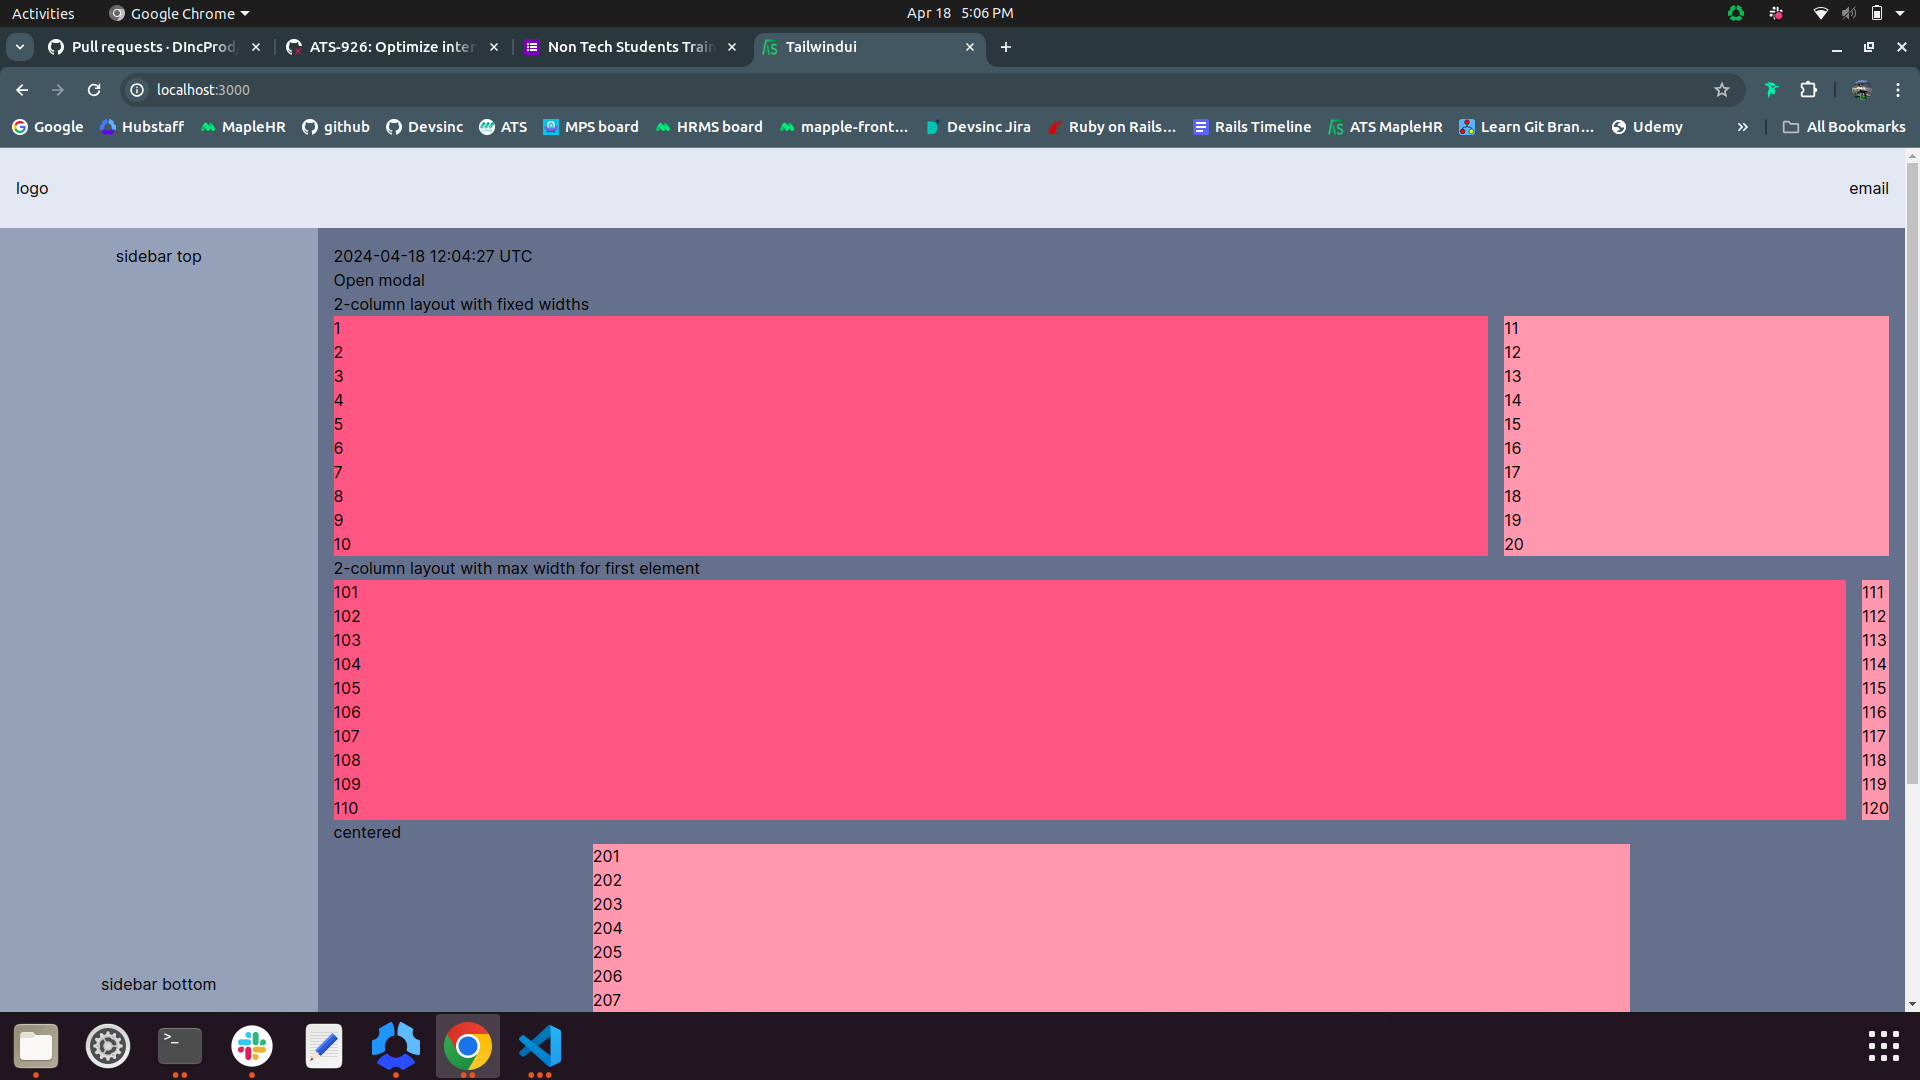 Activities Google Chrome Apr 18 5:06 PM
Pull requests · DIncProd ATS-926: Optimize inter Non Tech Students Train Tailwindui
localhost:3000
Google Hubstaff MapleHR github Devsinc ATS MPS board HRMS board mapple-front... Devsinc Jira Ruby on Rails... Rails Timeline ATS MapleHR Learn Git Bran... Udemy » All Bookmarks
logo email
sidebar top
2024-04-18 12:04:27 UTC
Open modal
2-column layout with fixed widths
1 11
2 12
3 13
4 14
5 15
6 16
7 17
8 18
9 19
10 20
2-column layout with max width for first element
101 111
102 112
103 113
104 114
105 115
106 116
107 117
108 118
109 119
110 120
centered
201
202
203
204
205
206
207
sidebar bottom